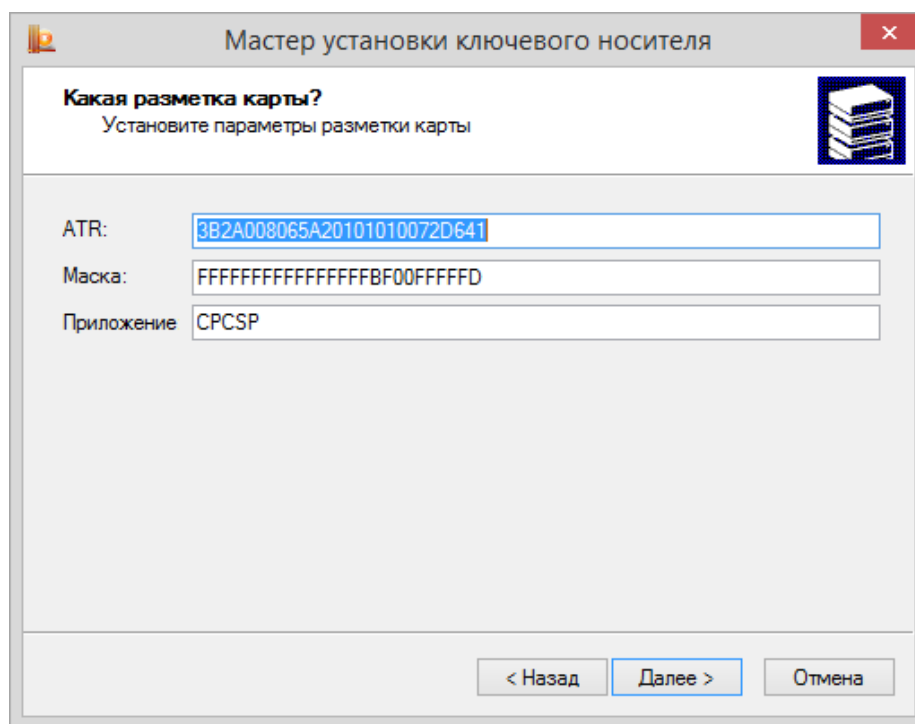 Мастер установки ключевого носителя
Какая разметка карты?
Установите параметры разметки карты
ATR: 3B2A008065A20101010072D641
Маска: FFFFFFFFFFFFFFFFBF00FFFFFD
Приложение CPCSP
< Назад Далее > Отмена